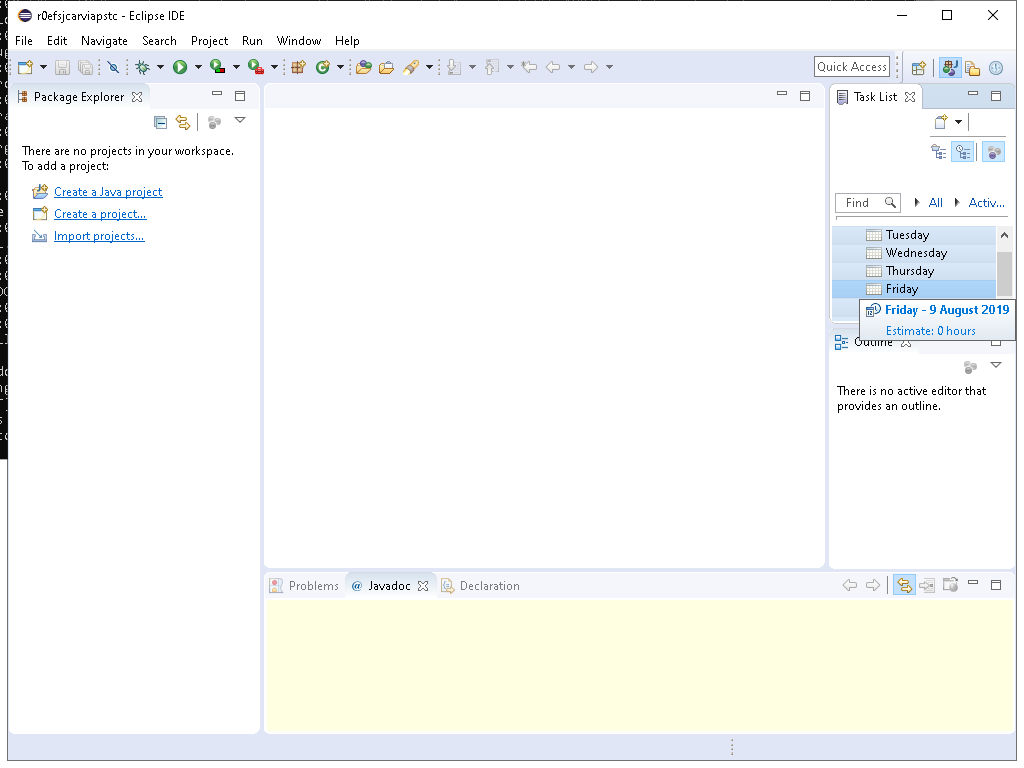 r0efsjcarviapstc - Eclipse IDE
File Edit Navigate Search Project Run Window Help
Quick Access
Package Explorer
There are no projects in your workspace.
To add a project:
Create a Java project
Create a project...
Import projects...
Task List
Find
All
Activ...
Tuesday
Wednesday
Thursday
Friday
Friday - 9 August 2019
Estimate: 0 hours
Outline
There is no active editor that
provides an outline.
Problems
@ Javadoc
Declaration